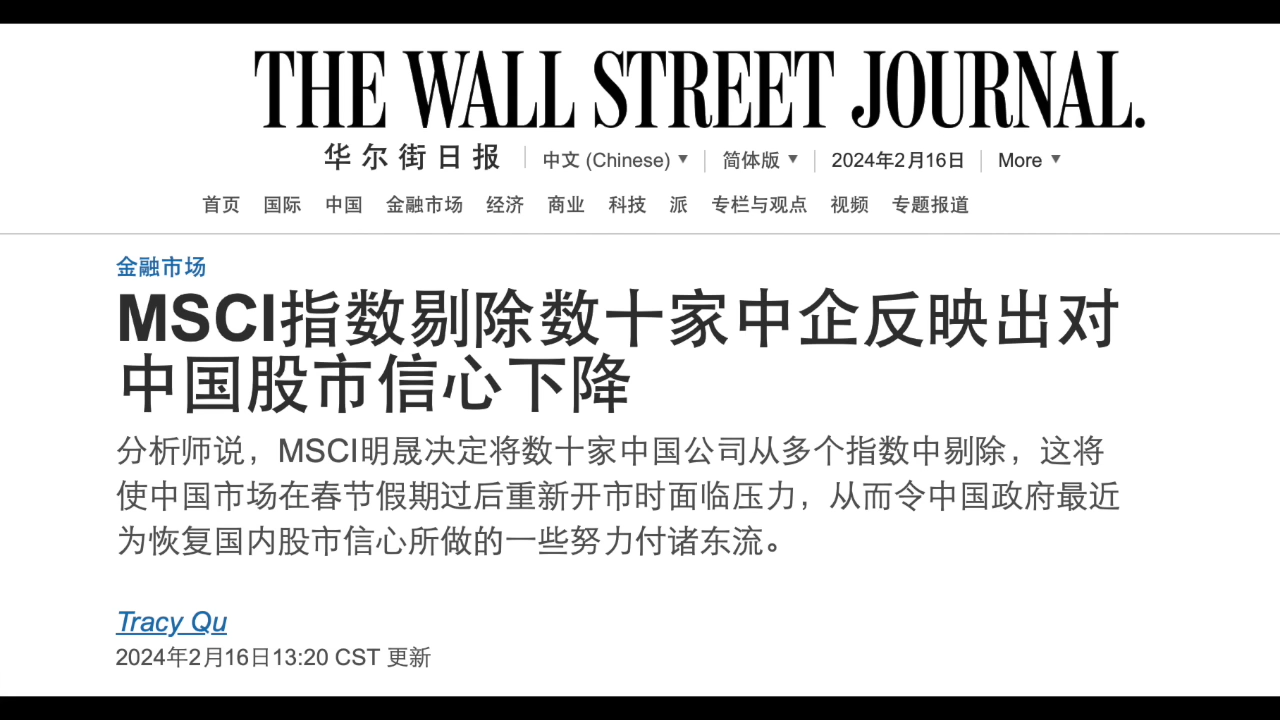 THE WALL STREET JOURNAL.
华尔街日报 中文 (Chinese) ▼ 简体版 ▼ 2024年2月16日 More ▼
首页 国际 中国 金融市场 经济 商业 科技 派 专栏与观点 视频 专题报道
金融市场
MSCI指数剔除数十家中企反映出对
中国股市信心下降
分析师说，MSCI明晟决定将数十家中国公司从多个指数中剔除，这将
使中国市场在春节假期过后重新开市时面临压力，从而令中国政府最近
为恢复国内股市信心所做的一些努力付诸东流。
Tracy Qu
2024年2月16日13:20 CST 更新